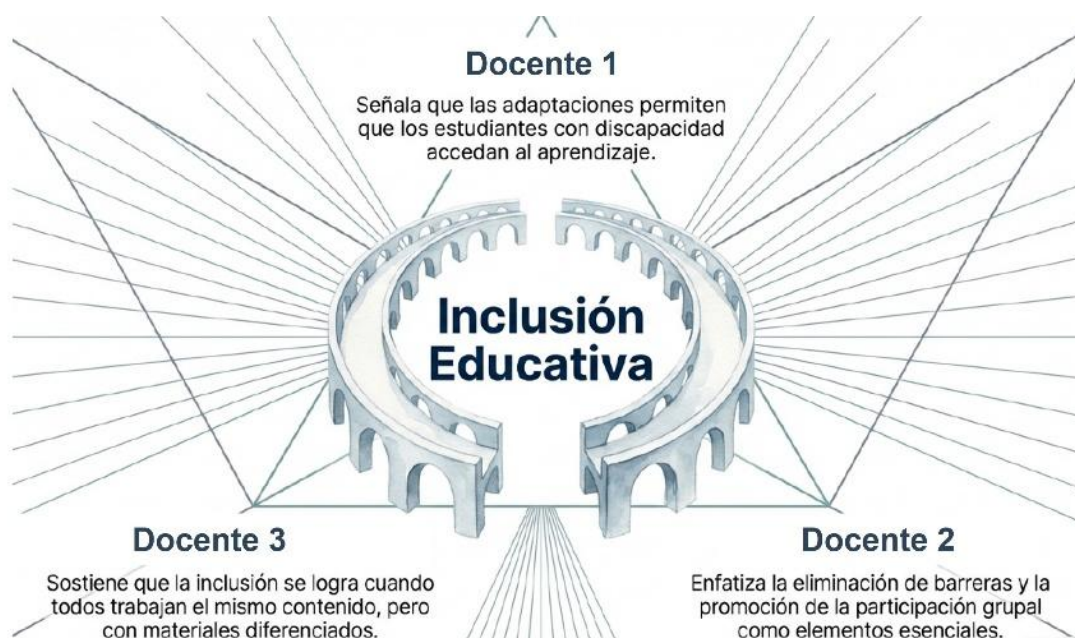 Docente 1
Señala que las adaptaciones permiten
que los estudiantes con discapacidad
accedan al aprendizaje.
Inclusión
Educativa
Docente 3
Sostiene que la inclusión se logra cuando
todos trabajan el mismo contenido, pero
con materiales diferenciados.
Docente 2
Enfatiza la eliminación de barreras y la
promoción de la participación grupal
como elementos esenciales.